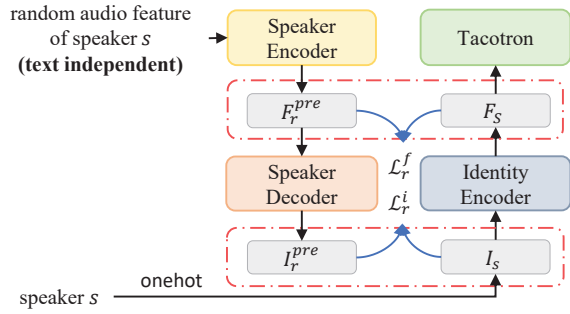 random audio feature
of speaker s
(text independent)
Speaker
Encoder
Tacotron
F_r^{pre}
F_S
ℒ_r^f
Speaker
Decoder
Identity
Encoder
ℒ_r^i
I_r^{pre}
I_s
onehot
speaker s